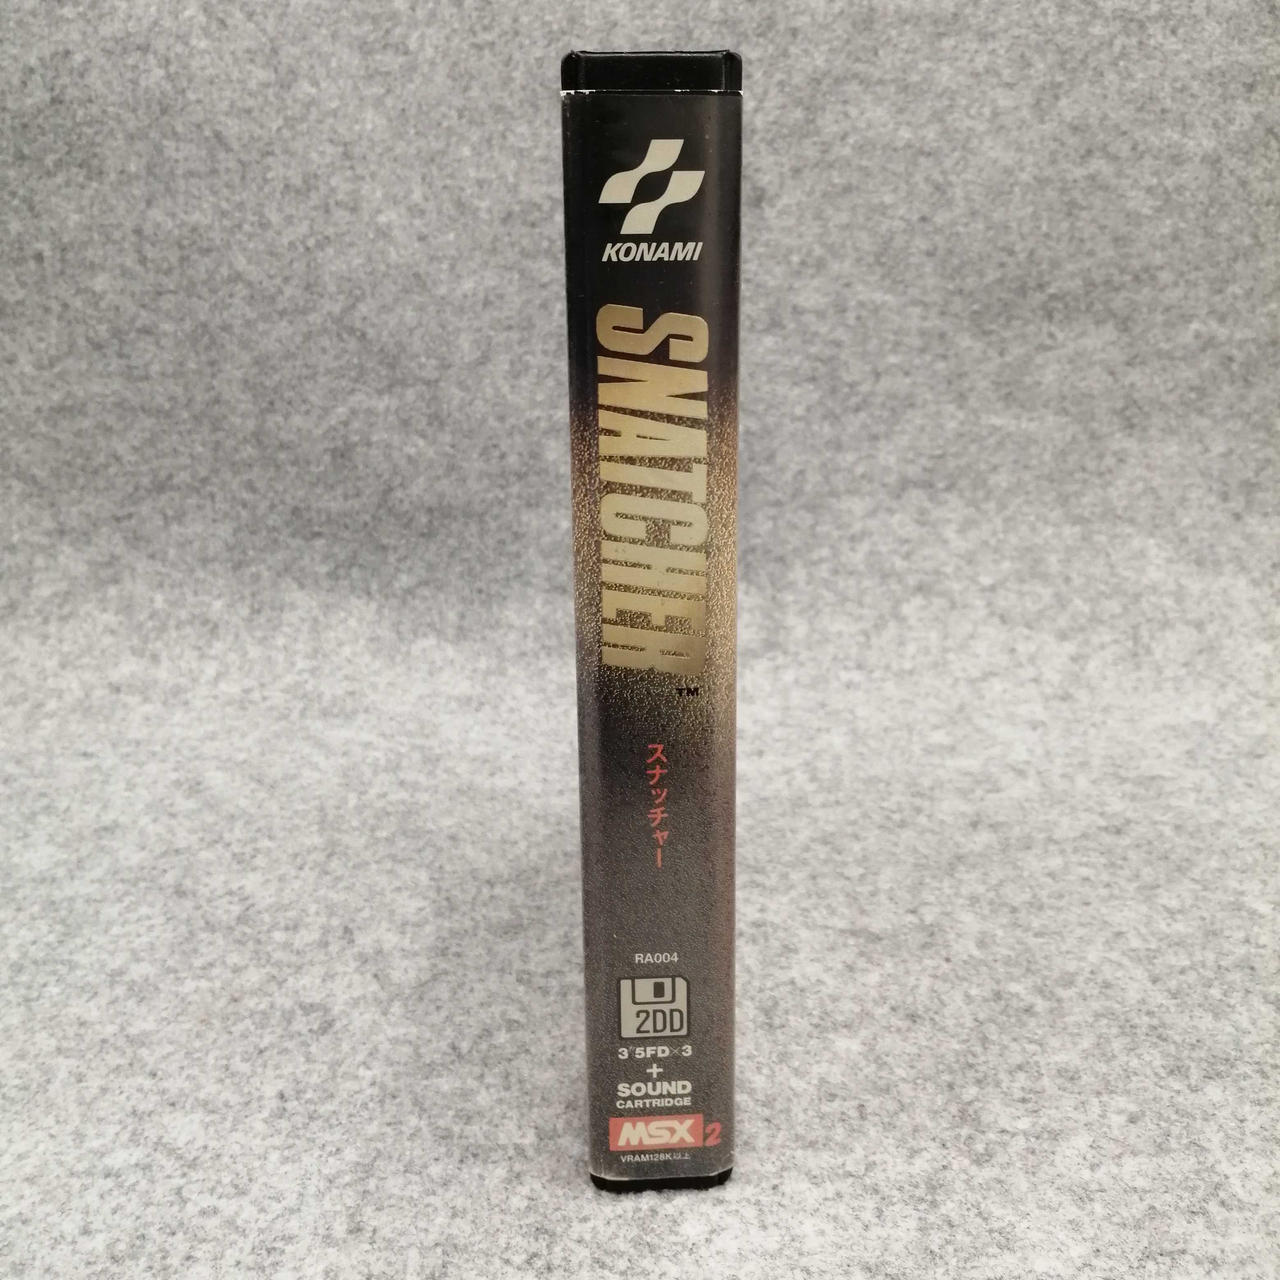 KONAMI
SNATCHER
TM
スナッチャー
RA004
2DD
3"5FD×3
+
SOUND
CARTRIDGE
MSX2
VRAM128K以上